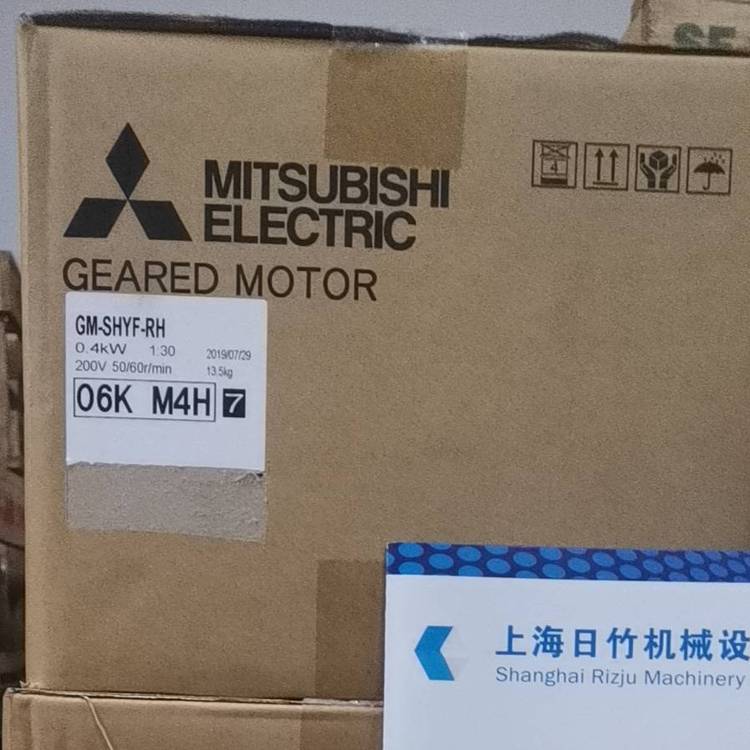 MITSUBISHI
ELECTRIC
GEARED MOTOR
GM-SHYF-RH
0.4kW 1:30 2019/07/29
200V 50/60r/min 13.5kg
06K M4H 7
4
上海日竹机械设
Shanghai Rizju Machinery